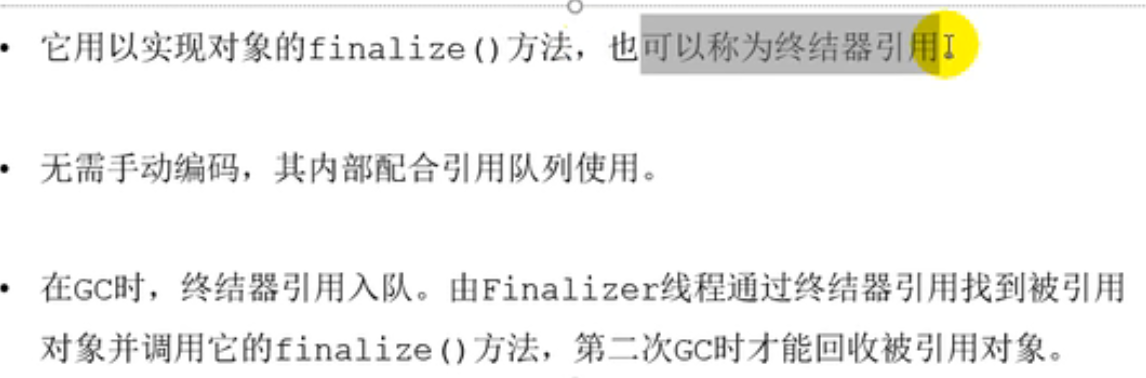 • 它用以实现对象的finalize()方法，也可以称为终结器引用。
• 无需手动编码，其内部配合引用队列使用。
• 在GC时，终结器引用入队。由Finalizer线程通过终结器引用找到被引用
对象并调用它的finalize()方法，第二次GC时才能回收被引用对象。